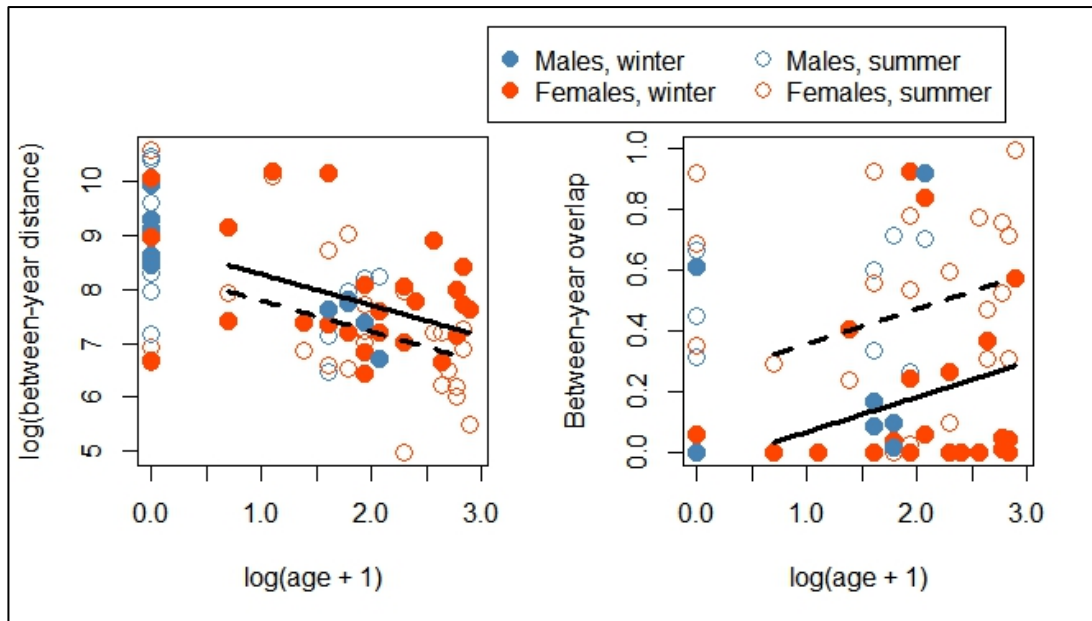 Males, winter
Males, summer
Females, winter
Females, summer
log(between-year distance)
10
9
8
7
6
5
0.0 1.0 2.0 3.0
log(age + 1)
Between-year overlap
1.0
0.8
0.6
0.4
0.2
0.0
0.0 1.0 2.0 3.0
log(age + 1)